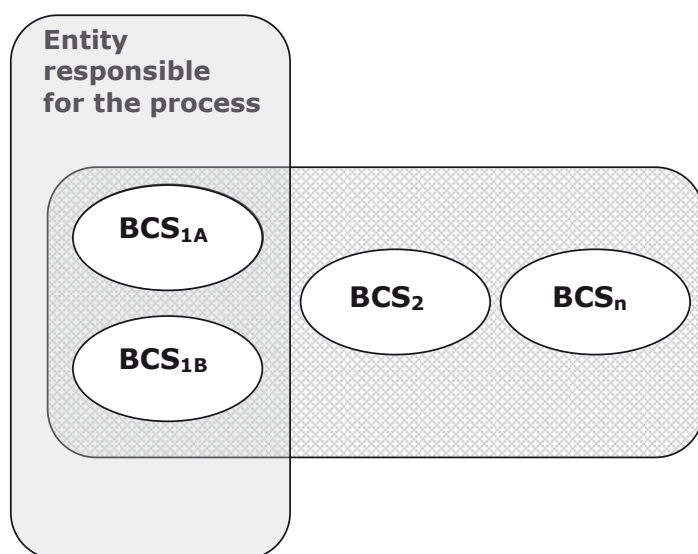 Entity
responsible
for the process
BCS1A
BCS1B
BCS2
BCSn